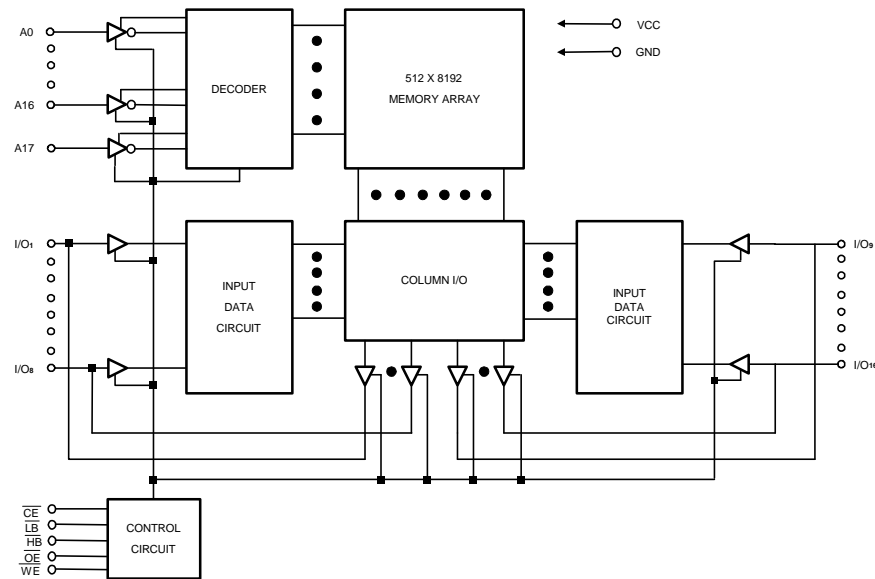 A0
A16
A17
DECODER
512 X 8192
MEMORY ARRAY
VCC
GND
I/O1
I/O8
INPUT
DATA
CIRCUIT
COLUMN I/O
INPUT
DATA
CIRCUIT
I/O9
I/O16
CE
LB
HB
OE
WE
CONTROL
CIRCUIT